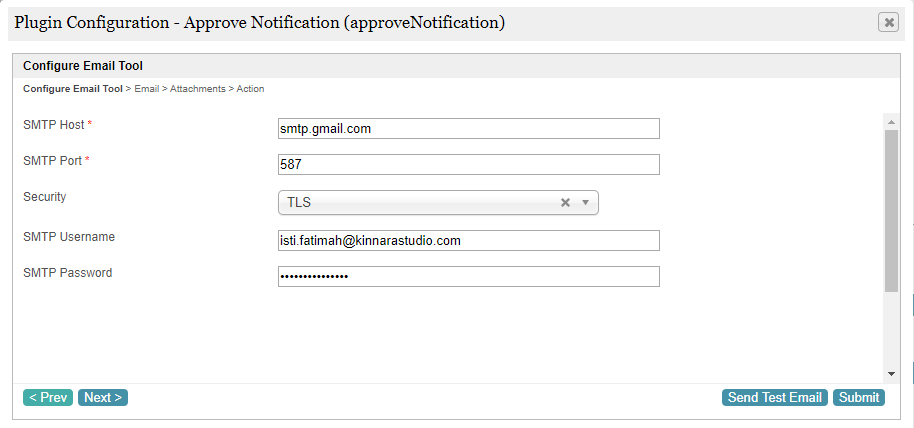 Plugin Configuration - Approve Notification (approveNotification)
Configure Email Tool
Configure Email Tool > Email > Attachments > Action
SMTP Host * smtp.gmail.com
SMTP Port * 587
Security TLS
SMTP Username isti.fatimah@kinnarastudio.com
SMTP Password •••••••••••••••
< Prev Next > Send Test Email Submit